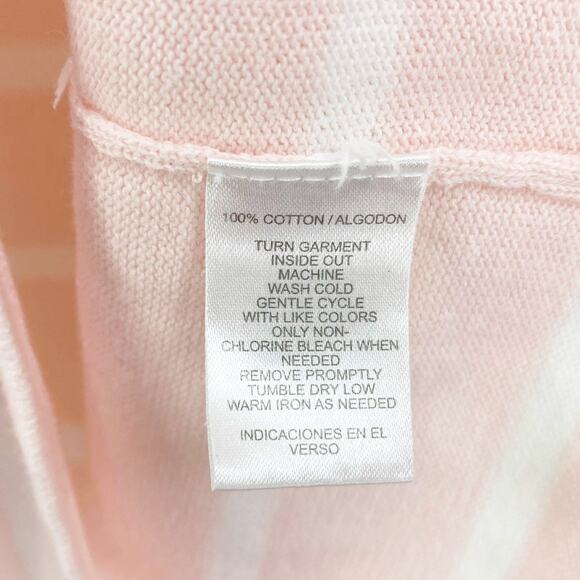 100% COTTON / ALGODON
TURN GARMENT
INSIDE OUT
MACHINE
WASH COLD
GENTLE CYCLE
WITH LIKE COLORS
ONLY NON-
CHLORINE BLEACH WHEN
NEEDED
REMOVE PROMPTLY
TUMBLE DRY LOW
WARM IRON AS NEEDED
INDICACIONES EN EL
VERSO